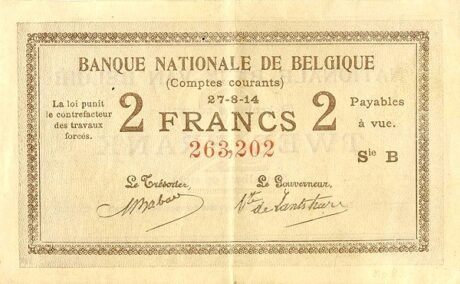 BANQUE NATIONALE DE BELGIQUE
(Comptes courants)
27-8-14
La loi punit
le contrefacteur
des travaux
forcés.
2 FRANCS 2
Payables
à vue.
263,202
Sie B
Le Trésorier,
Le Gouverneur,